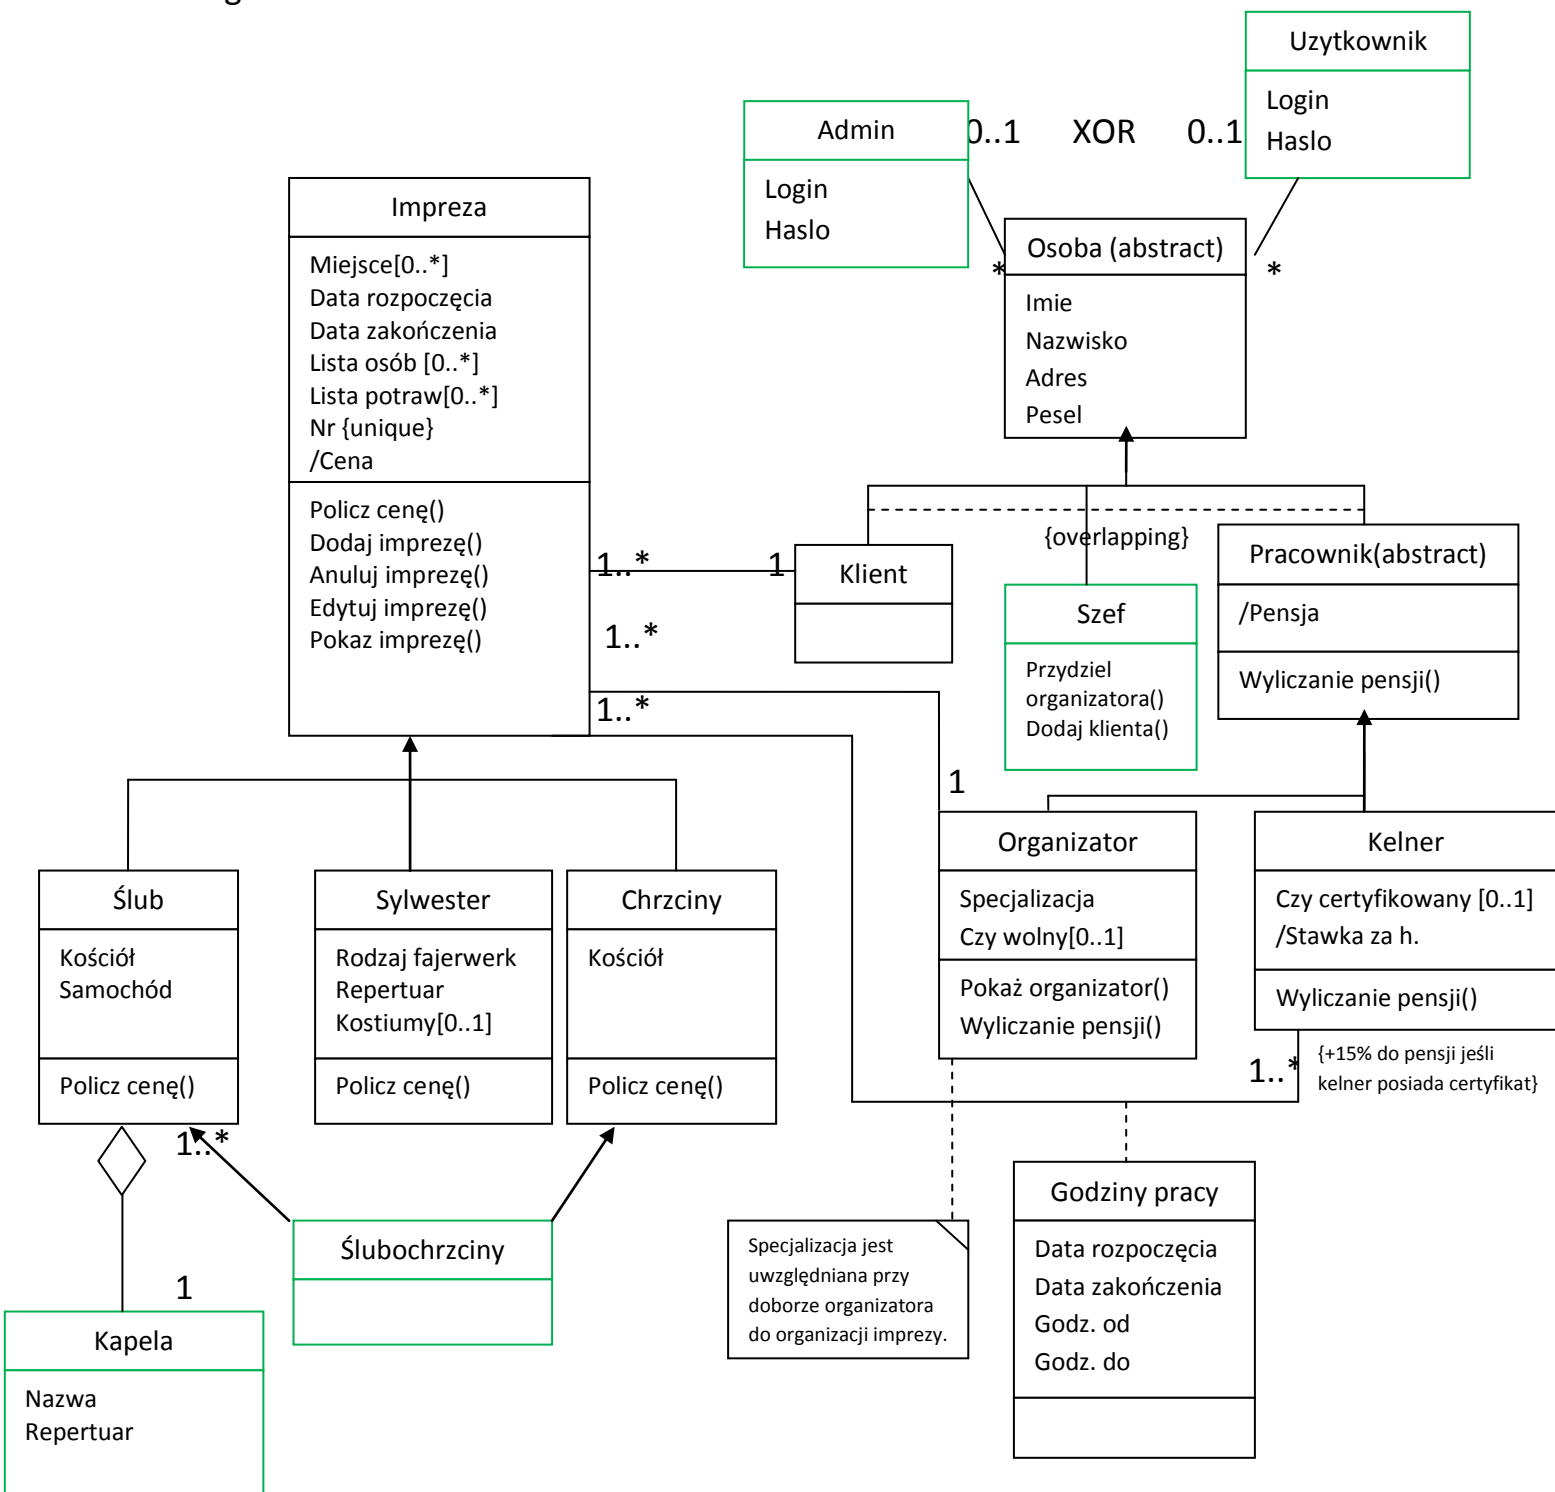 g
Uzytkownik
Login
Haslo
Admin
0..1
XOR
0..1
Login
Haslo
Impreza
Miejsce[0..*]
Data rozpoczęcia
Data zakończenia
Lista osób [0..*]
Lista potraw[0..*]
Nr {unique}
/Cena
Policz cenę()
Dodaj imprezę()
Anuluj imprezę()
Edytuj imprezę()
Pokaz imprezę()
Osoba (abstract)
*
*
Imie
Nazwisko
Adres
Pesel
{overlapping}
1..*
1
Klient
1..*
1..*
Szef
Przydziel
organizatora()
Dodaj klienta()
Pracownik(abstract)
/Pensja
Wyliczanie pensji()
1
Ślub
Kościół
Samochód
Policz cenę()
Sylwester
Rodzaj fajerwerk
Repertuar
Kostiumy[0..1]
Policz cenę()
Chrzciny
Kościół
Policz cenę()
Organizator
Specjalizacja
Czy wolny[0..1]
Pokaż organizator()
Wyliczanie pensji()
Kelner
Czy certyfikowany [0..1]
/Stawka za h.
Wyliczanie pensji()
1..*
{+15% do pensji jeśli
kelner posiada certyfikat}
1..*
Ślubochrzciny
1
Kapela
Nazwa
Repertuar
Specjalizacja jest
uwzględniana przy
doborze organizatora
do organizacji imprezy.
Godziny pracy
Data rozpoczęcia
Data zakończenia
Godz. od
Godz. do